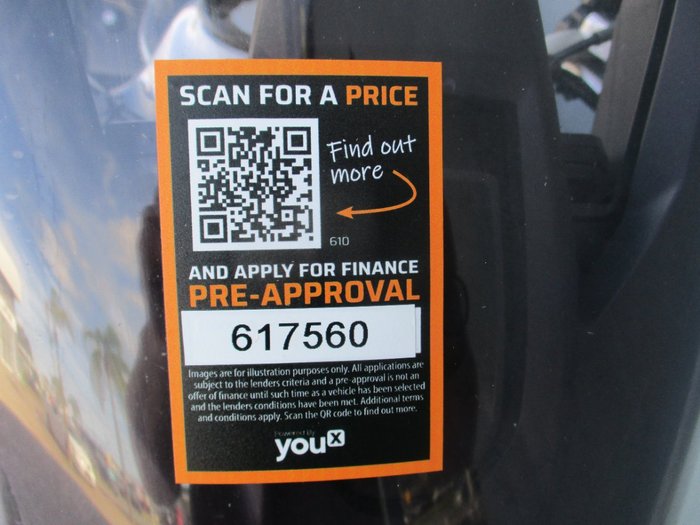 SCAN FOR A PRICE
Find out
more
610
AND APPLY FOR FINANCE
PRE-APPROVAL
617560
Images are for illustration purposes only. All applications are
subject to the lenders criteria and a pre-approval is not an
offer of finance until such time as a vehicle has been selected
and the lenders conditions have been met. Additional terms
and conditions apply. Scan the QR code to find out more.
Powered By
youX